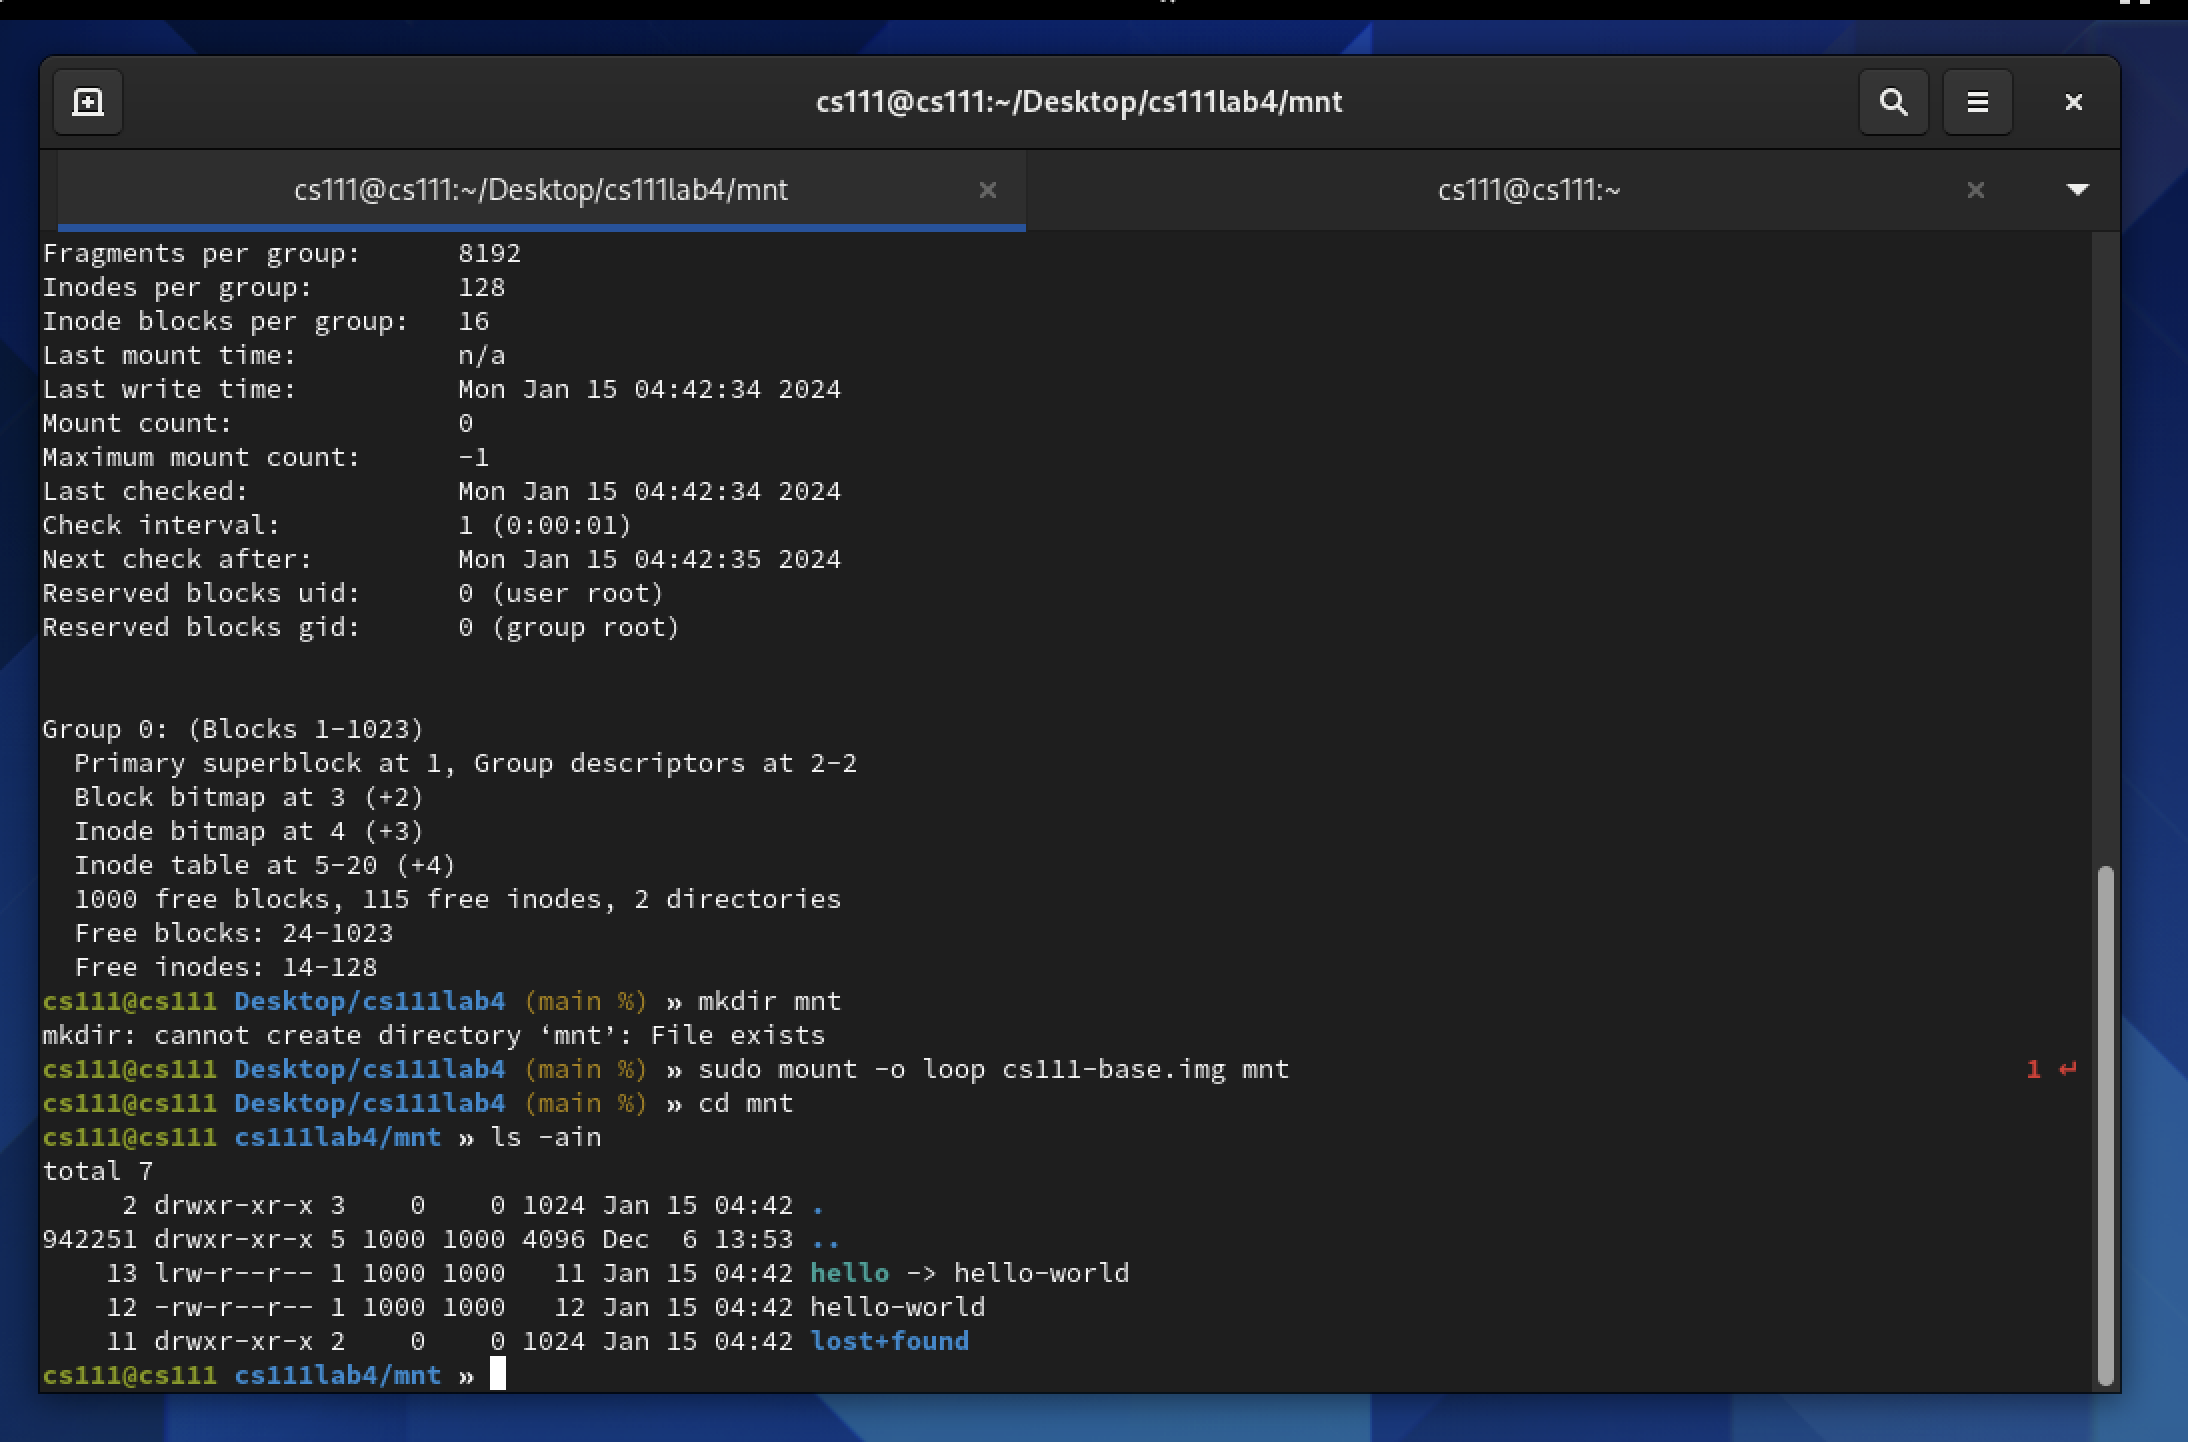 cs111@cs111:~/Desktop/cs111lab4/mnt
cs111@cs111:~/Desktop/cs111lab4/mnt
cs111@cs111:~
Fragments per group:      8192
Inodes per group:         128
Inode blocks per group:   16
Last mount time:          n/a
Last write time:          Mon Jan 15 04:42:34 2024
Mount count:              0
Maximum mount count:      -1
Last checked:             Mon Jan 15 04:42:34 2024
Check interval:           1 (0:00:01)
Next check after:         Mon Jan 15 04:42:35 2024
Reserved blocks uid:      0 (user root)
Reserved blocks gid:      0 (group root)
Group 0: (Blocks 1-1023)
  Primary superblock at 1, Group descriptors at 2-2
  Block bitmap at 3 (+2)
  Inode bitmap at 4 (+3)
  Inode table at 5-20 (+4)
  1000 free blocks, 115 free inodes, 2 directories
  Free blocks: 24-1023
  Free inodes: 14-128
cs111@cs111 Desktop/cs111lab4 (main %) » mkdir mnt
mkdir: cannot create directory ‘mnt’: File exists
cs111@cs111 Desktop/cs111lab4 (main %) » sudo mount -o loop cs111-base.img mnt 1 ↵
cs111@cs111 Desktop/cs111lab4 (main %) » cd mnt
cs111@cs111 cs111lab4/mnt » ls -ain
total 7
     2 drwxr-xr-x 3    0    0 1024 Jan 15 04:42 .
942251 drwxr-xr-x 5 1000 1000 4096 Dec  6 13:53 ..
    13 lrw-r--r-- 1 1000 1000   11 Jan 15 04:42 hello -> hello-world
    12 -rw-r--r-- 1 1000 1000   12 Jan 15 04:42 hello-world
    11 drwxr-xr-x 2    0    0 1024 Jan 15 04:42 lost+found
cs111@cs111 cs111lab4/mnt »